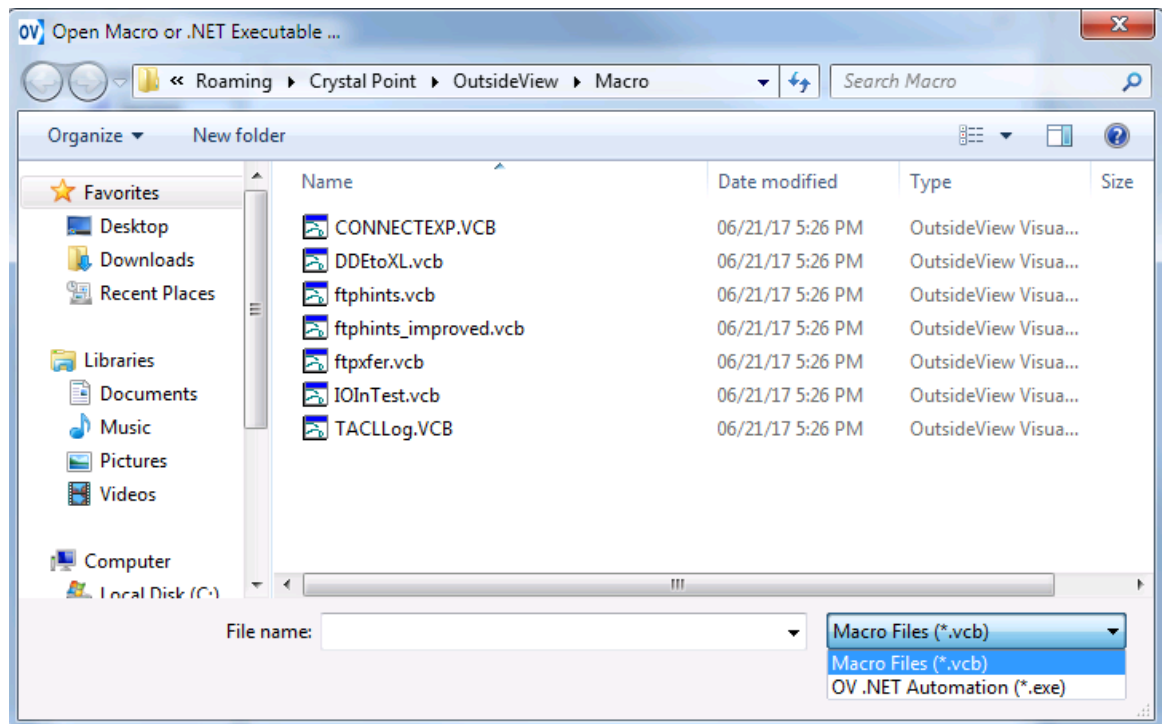 OV Open Macro or .NET Executable ...
« Roaming Crystal Point OutsideView Macro Search Macro
Organize New folder
Name Date modified Type Size
Favorites
Desktop
Downloads
Recent Places
Libraries
Documents
Music
Pictures
Videos
Computer
Local Disk (C:)
CONNECTEXP.VCB 06/21/17 5:26 PM OutsideView Visua...
DDEtoXL.vcb 06/21/17 5:26 PM OutsideView Visua...
ftphints.vcb 06/21/17 5:26 PM OutsideView Visua...
ftphints_improved.vcb 06/21/17 5:26 PM OutsideView Visua...
ftpxfer.vcb 06/21/17 5:26 PM OutsideView Visua...
IOInTest.vcb 06/21/17 5:26 PM OutsideView Visua...
TACLLog.VCB 06/21/17 5:26 PM OutsideView Visua...
File name: Macro Files (*.vcb)
Macro Files (*.vcb)
OV .NET Automation (*.exe)